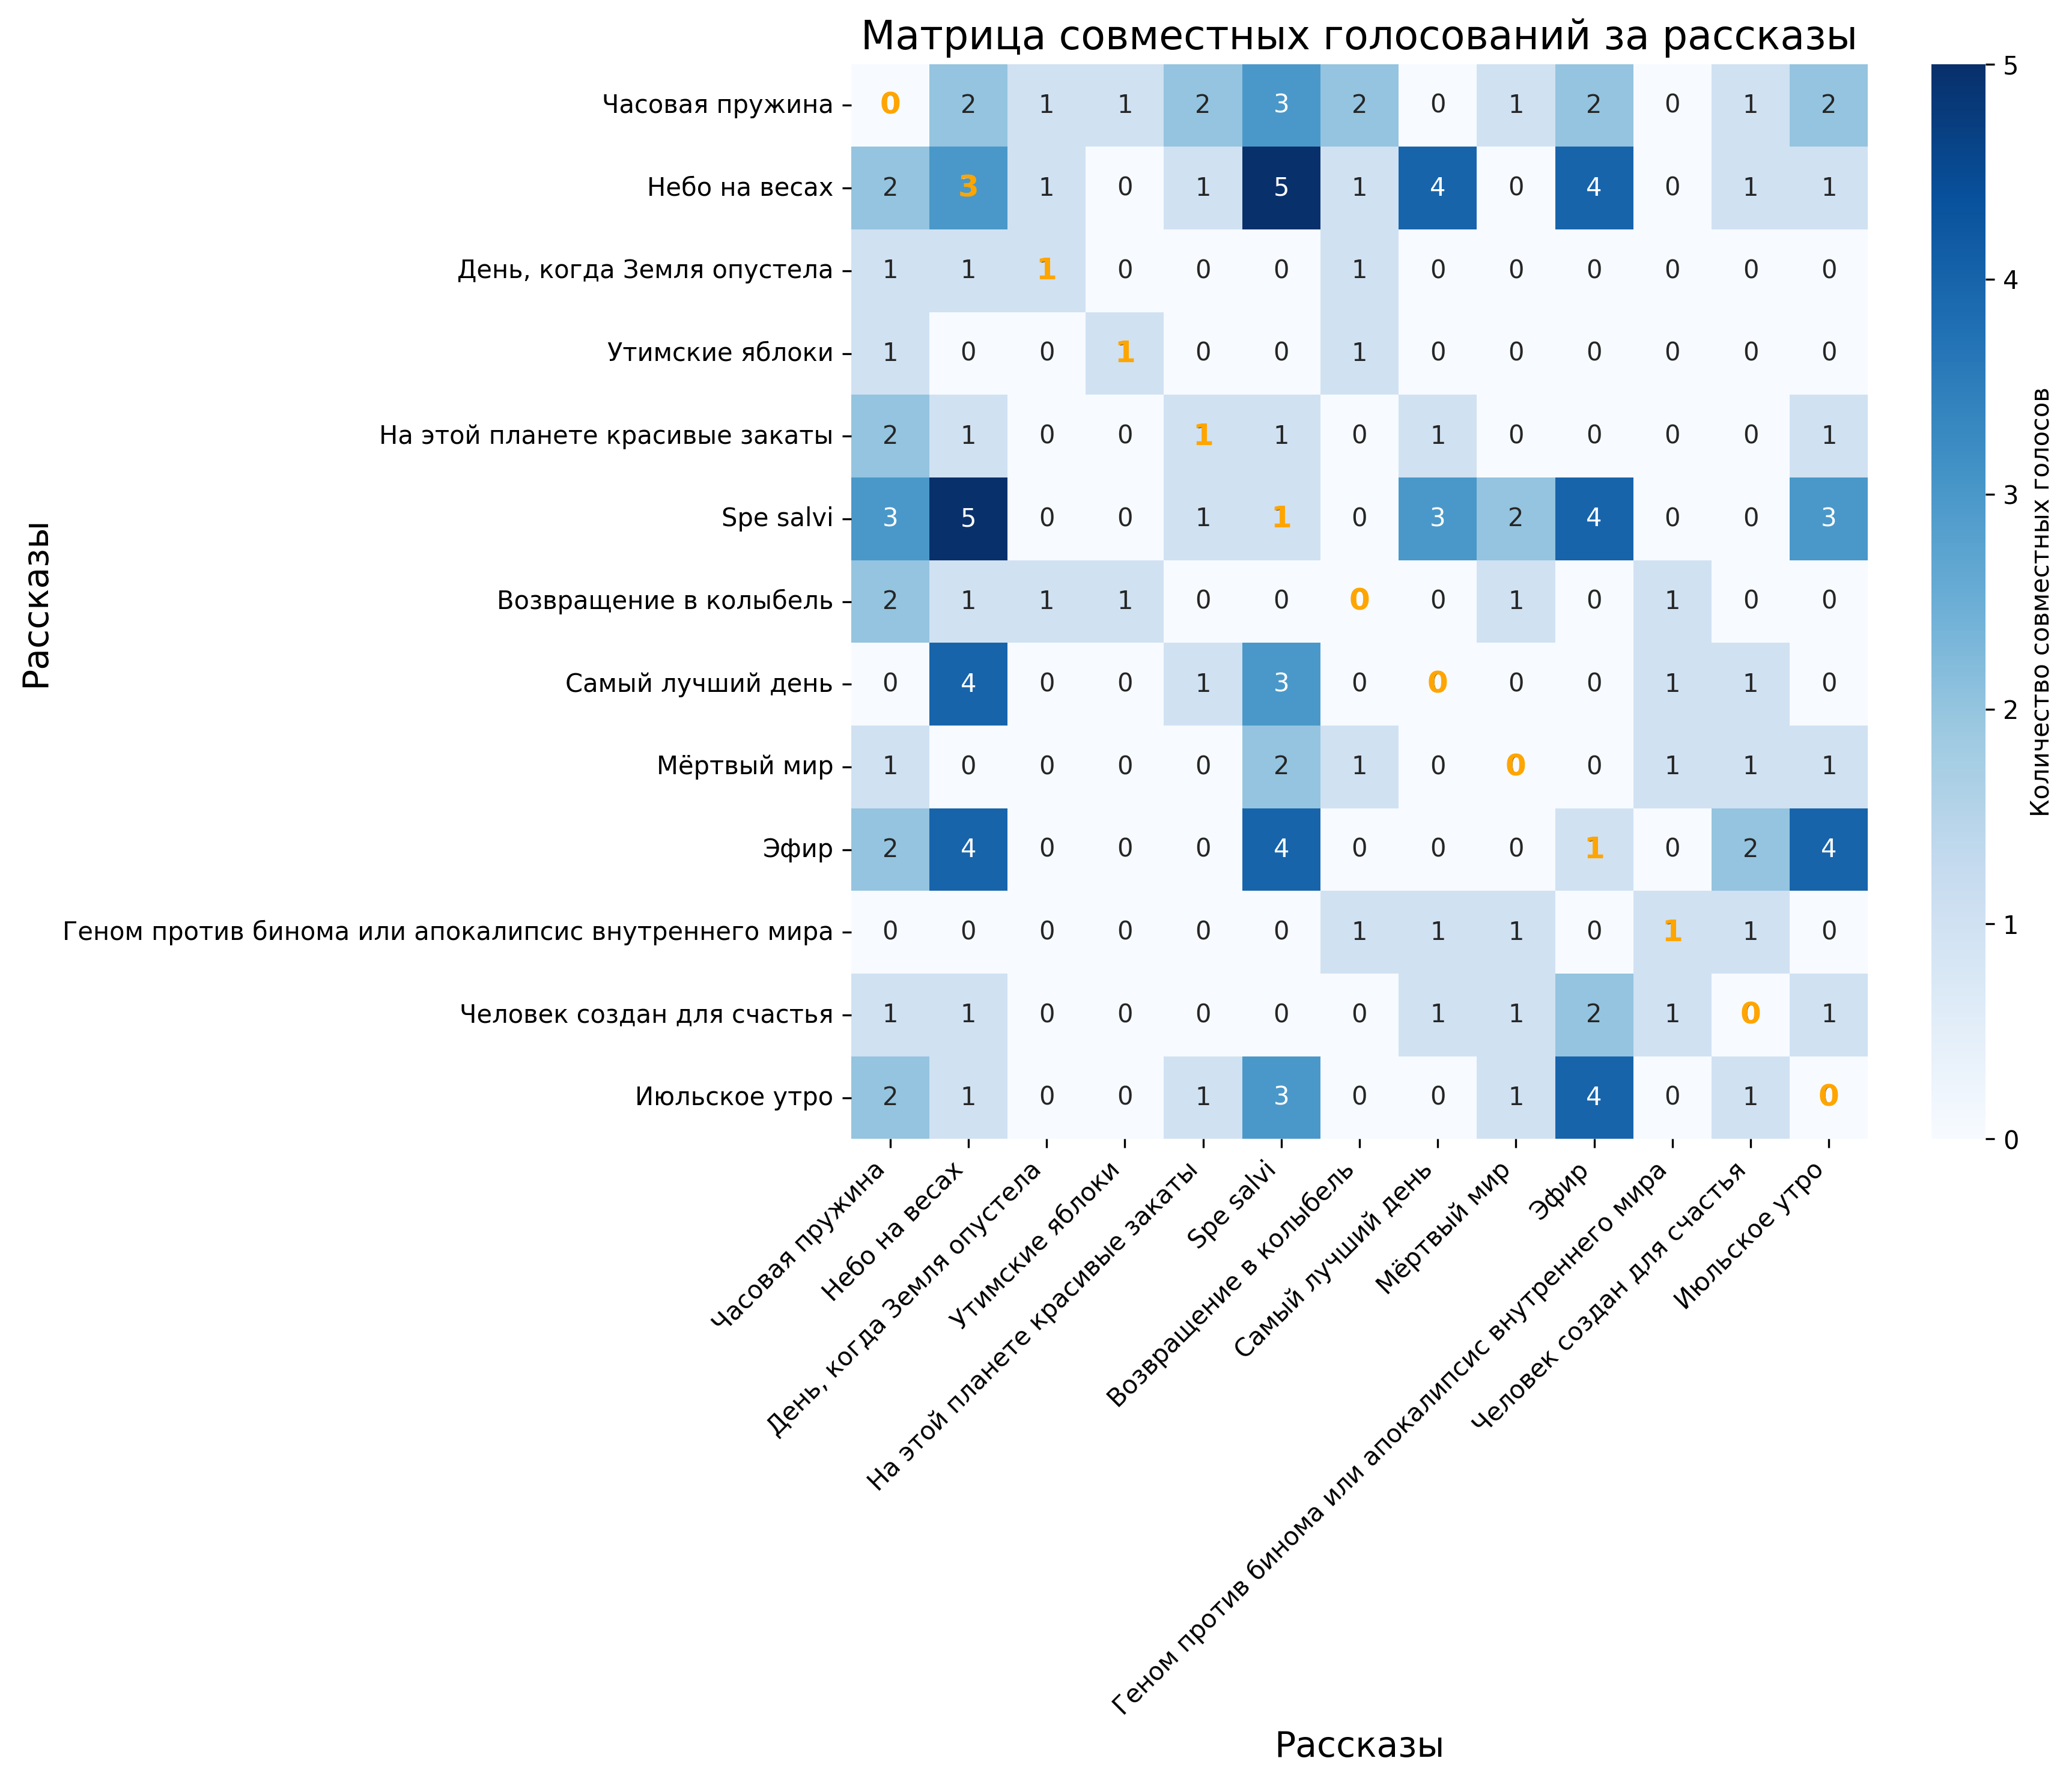 Матрица совместных голосований за рассказы
Рассказы
Часовая пружина 0 2 1 1 2 3 2 0 1 2 0 1 2
Небо на весах 2 3 1 0 1 5 1 4 0 4 0 1 1
День, когда Земля опустела 1 1 1 0 0 0 1 0 0 0 0 0 0
Утимские яблоки 1 0 0 1 0 0 1 0 0 0 0 0 0
На этой планете красивые закаты 2 1 0 0 1 1 0 1 0 0 0 0 1
Spe salvi 3 5 0 0 1 1 0 3 2 4 0 0 3
Возвращение в колыбель 2 1 1 1 0 0 0 0 1 0 1 0 0
Самый лучший день 0 4 0 0 1 3 0 0 0 0 1 1 0
Мёртвый мир 1 0 0 0 0 2 1 0 0 0 1 1 1
Эфир 2 4 0 0 0 4 0 0 0 1 0 2 4
Геном против бинома или апокалипсис внутреннего мира 0 0 0 0 0 0 1 1 1 0 1 1 0
Человек создан для счастья 1 1 0 0 0 0 0 1 1 2 1 0 1
Июльское утро 2 1 0 0 1 3 0 0 1 4 0 1 0
Часовая пружина
Небо на весах
День, когда Земля опустела
Утимские яблоки
На этой планете красивые закаты
Spe salvi
Возвращение в колыбель
Самый лучший день
Мёртвый мир
Эфир
Геном против бинома или апокалипсис внутреннего мира
Человек создан для счастья
Июльское утро
Рассказы
5
4
3
2
1
0
Количество совместных голосов